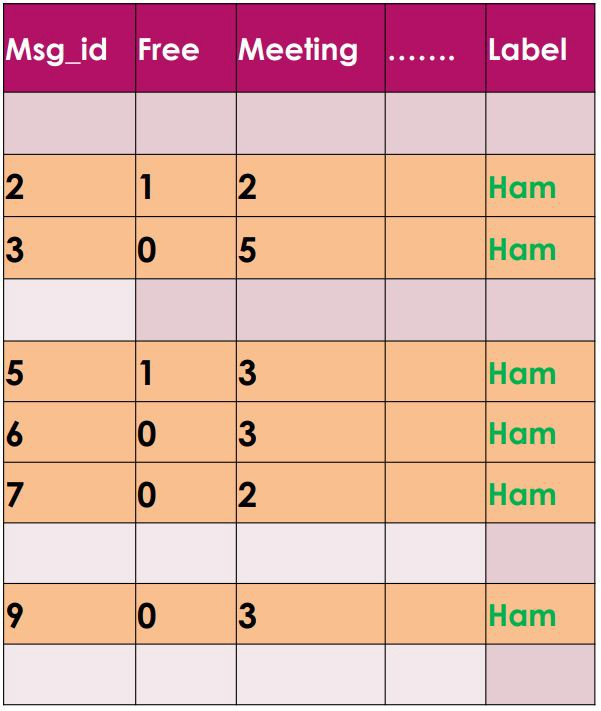 Msg_id Free Meeting ....... Label
2 1 2 Ham
3 0 5 Ham
5 1 3 Ham
6 0 3 Ham
7 0 2 Ham
9 0 3 Ham